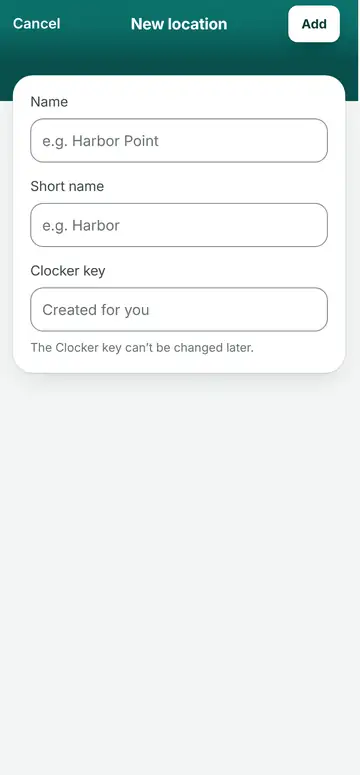 Cancel New location Add
Name
e.g. Harbor Point
Short name
e.g. Harbor
Clocker key
Created for you
The Clocker key can’t be changed later.